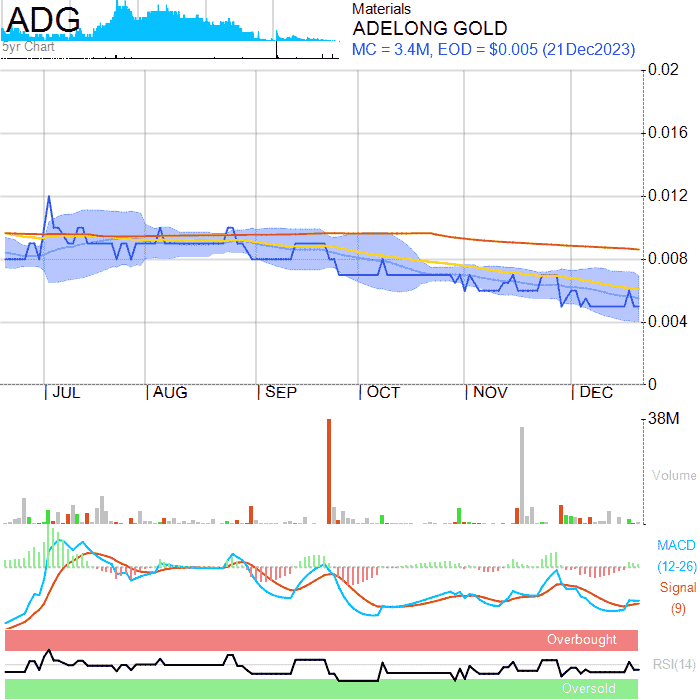 ADG
5yr Chart
Materials
ADELONG GOLD
MC = 3.4M, EOD = $0.005 (21Dec2023)
0.02
0.016
0.012
0.008
0.004
0
JUL AUG SEP OCT NOV DEC
38M
Volume
MACD
(12-26)
Signal
(9)
Overbought
RSI(14)
Oversold